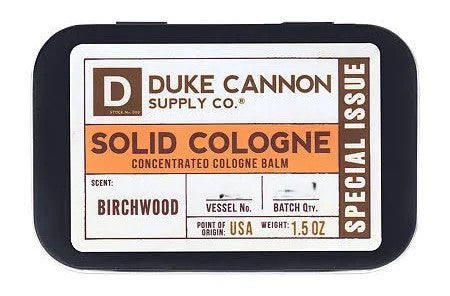 D
DUKE CANNON
SUPPLY CO.®
SOLID COLOGNE
CONCENTRATED COLOGNE BALM
SPECIAL ISSUE
SCENT:
BIRCHWOOD
VESSEL No.
BATCH QTY.
POINT OF ORIGIN: USA
WEIGHT: 1.5 OZ